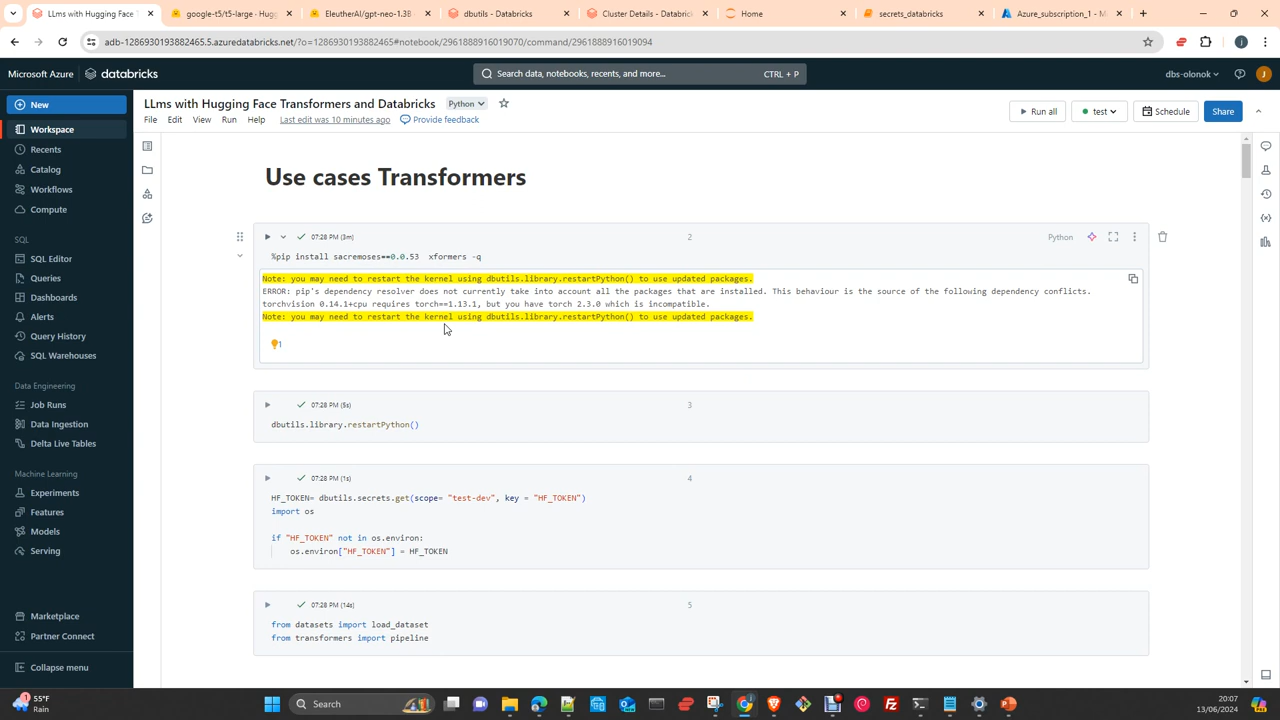 LLms with Hugging Face Transf
google-t5/t5-large · Hugg
EleutherAI/gpt-neo-1.3B
dbutils - Databricks
Cluster Details - Databrick
Home
secrets_databricks
Azure_subscription_1 - M
adb-1286930193882465.5.azuredatabricks.net/?o=1286930193882465#notebook/2961888916019070/command/2961888916019094
Microsoft Azure
databricks
Search data, notebooks, recents, and more...
CTRL + P
dbs-olonok
J
New
Workspace
Recents
Catalog
Workflows
Compute
SQL
SQL Editor
Queries
Dashboards
Alerts
Query History
SQL Warehouses
Data Engineering
Job Runs
Data Ingestion
Delta Live Tables
Machine Learning
Experiments
Features
Models
Serving
Marketplace
Partner Connect
Collapse menu
LLms with Hugging Face Transformers and Databricks
Python
File Edit View Run Help
Last edit was 10 minutes ago
Provide feedback
Run all
test
Schedule
Share
Use cases Transformers
07:28 PM (3m)
2
Python
%pip install sacremoses==0.0.53 xformers -q
Note: you may need to restart the kernel using dbutils.library.restartPython() to use updated packages.
ERROR: pip's dependency resolver does not currently take into account all the packages that are installed. This behaviour is the source of the following dependency conflicts.
torchvision 0.14.1+cpu requires torch==1.13.1, but you have torch 2.3.0 which is incompatible.
Note: you may need to restart the kernel using dbutils.library.restartPython() to use updated packages.
1
07:28 PM (5s)
3
dbutils.library.restartPython()
07:28 PM (1s)
4
HF_TOKEN= dbutils.secrets.get(scope= "test-dev", key = "HF_TOKEN")
import os
if "HF_TOKEN" not in os.environ:
os.environ["HF_TOKEN"] = HF_TOKEN
07:28 PM (14s)
5
from datasets import load_dataset
from transformers import pipeline
55°F
Rain
Search
20:07
13/06/2024